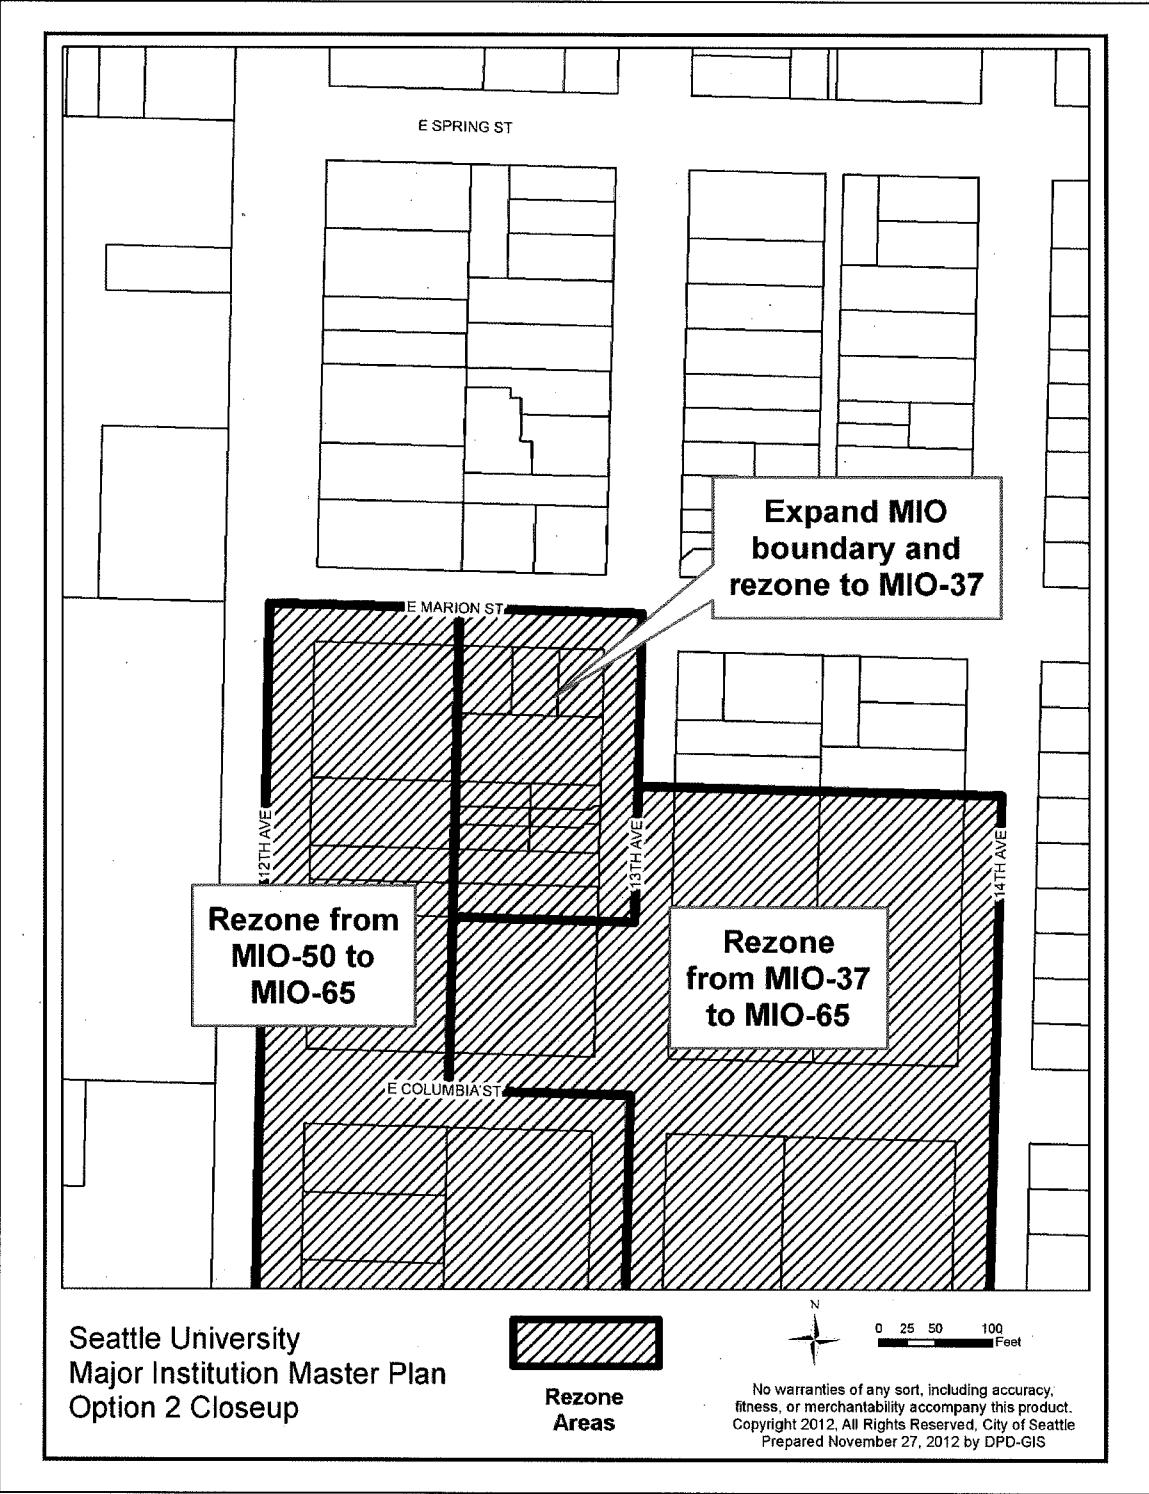 E SPRING ST
Expand MIO
boundary and
rezone to MIO-37
E MARION ST
12TH AVE
13TH AVE
14TH AVE
Rezone from
MIO-50 to
MIO-65
Rezone
from MIO-37
to MIO-65
E COLUMBIA ST
Seattle University
Major Institution Master Plan
Option 2 Closeup
Rezone
Areas
N
0 25 50 100
Feet
No warranties of any sort, including accuracy,
fitness, or merchantability accompany this product.
Copyright 2012, All Rights Reserved, City of Seattle
Prepared November 27, 2012 by DPD-GIS